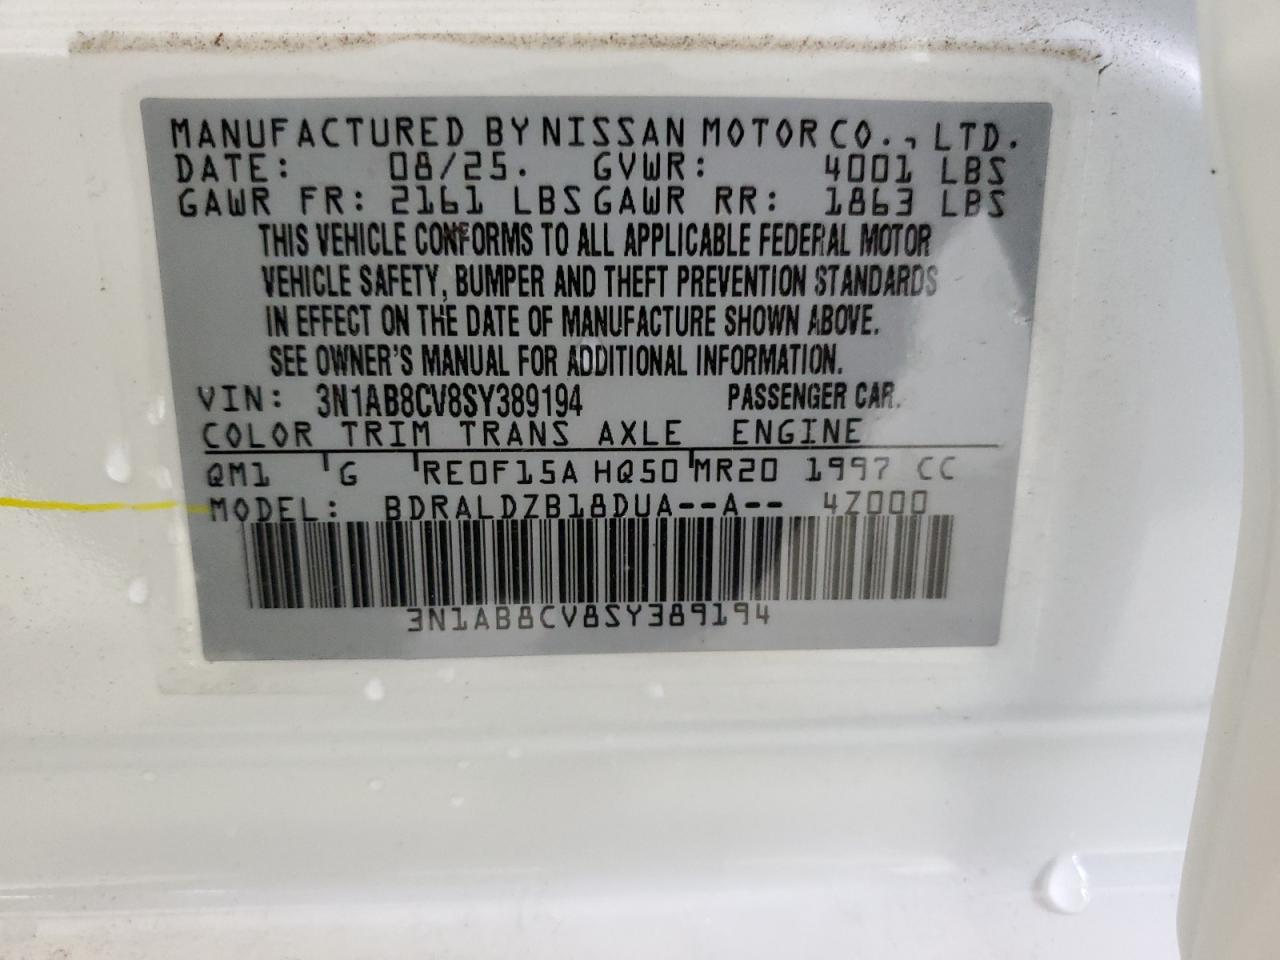 MANUFACTURED BY NISSAN MOTOR CO., LTD.
DATE: 08/25. GVWR: 4001 LBS
GAWR FR: 2161 LBS GAWR RR: 1863 LBS
THIS VEHICLE CONFORMS TO ALL APPLICABLE FEDERAL MOTOR
VEHICLE SAFETY, BUMPER AND THEFT PREVENTION STANDARDS
IN EFFECT ON THE DATE OF MANUFACTURE SHOWN ABOVE.
SEE OWNER'S MANUAL FOR ADDITIONAL INFORMATION.
VIN: 3N1AB8CV8SY389194 PASSENGER CAR.
COLOR TRIM TRANS AXLE ENGINE
QM1 G RE0F15A HQ50 MR20 1997 CC
MODEL: BDRALDZB18DUA--A-- 4Z000
3N1AB8CV8SY389194